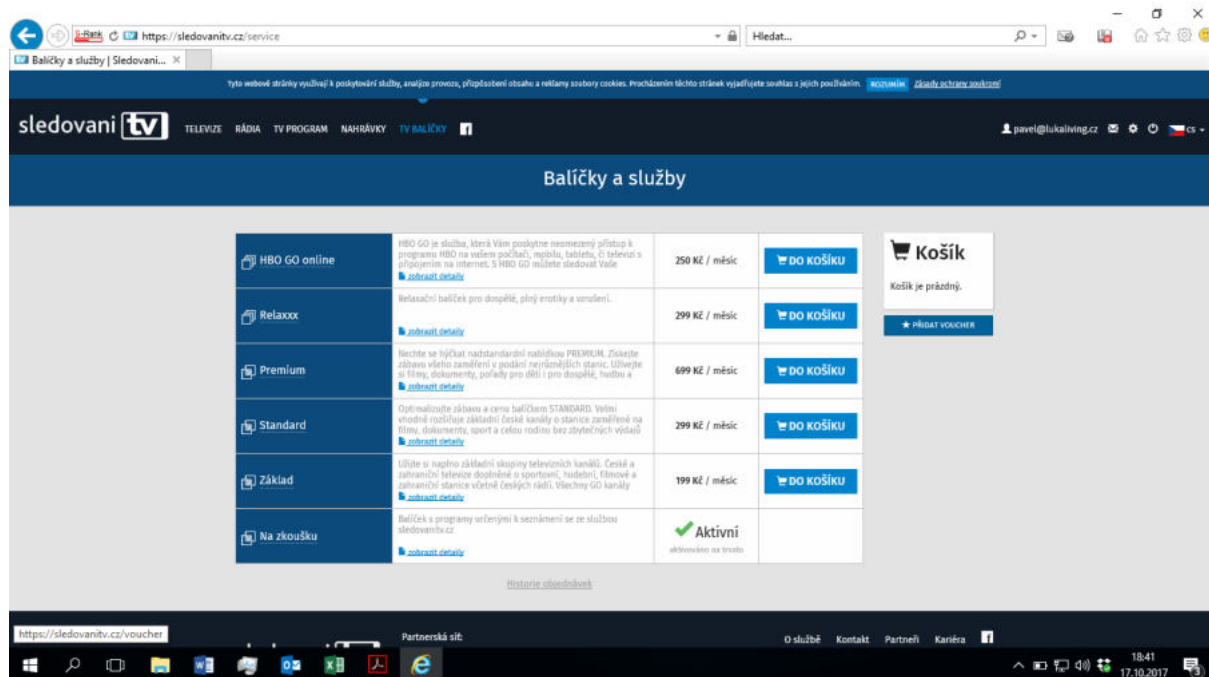 S-Rank
https://sledovanitv.cz/service
Hledat...
Balíčky a služby | Sledovani...
Tyto webové stránky využívají k poskytování služby, analýze provozu, přizpůsobení obsahu a reklamy soubory cookies. Procházením těchto stránek vyjadřujete souhlas s jejich používáním. ROZUMÍM Zásady ochrany soukromí
sledovani tv TELEVIZE RÁDIA TV PROGRAM NAHRÁVKY TV BALÍČKY f pavel@lukaliving.cz cs
Balíčky a služby
HBO GO online
HBO GO je služba, která Vám poskytne neomezený přístup k
programu HBO na vašem počítači, mobilu, tabletu, či televizi s
připojením na internet. S HBO GO můžete sledovat Vaše
zobrazit detaily
250 Kč / měsíc
DO KOŠÍKU
Relaxxx
Relaxační balíček pro dospělé, plný erotiky a vzrušení.
zobrazit detaily
299 Kč / měsíc
DO KOŠÍKU
Premium
Nechte se hýčkat nadstandardní nabídkou PREMIUM. Získejte
zábavu všeho zaměření v podání nejrůznějších stanic. Užívejte
si filmy, dokumenty, pořady pro děti i pro dospělé, hudbu a
zobrazit detaily
699 Kč / měsíc
DO KOŠÍKU
Standard
Optimalizujte zábavu a cenu balíčkem STANDARD. Velmi
vhodně rozšiřuje základní české kanály o stanice zaměřené na
filmy, dokumenty, sport a celou rodinu bez zbytečných výdajů
zobrazit detaily
299 Kč / měsíc
DO KOŠÍKU
Základ
Užijte si naplno základní skupiny televizních kanálů. České a
zahraniční televize doplněné o sportovní, hudební, filmové a
zahraniční stanice včetně českých rádií. Všechny GO kanály
zobrazit detaily
199 Kč / měsíc
DO KOŠÍKU
Na zkoušku
Balíček s programy určenými k seznámení se ze službou
sledovanitv.cz
zobrazit detaily
Aktivní
aktivováno na trvalo
Košík
Košík je prázdný.
PŘIDAT VOUCHER
Historie objednávek
https://sledovanitv.cz/voucher
Partnerská síť:
O službě Kontakt Partneři Kariéra f
18:41
17.10.2017